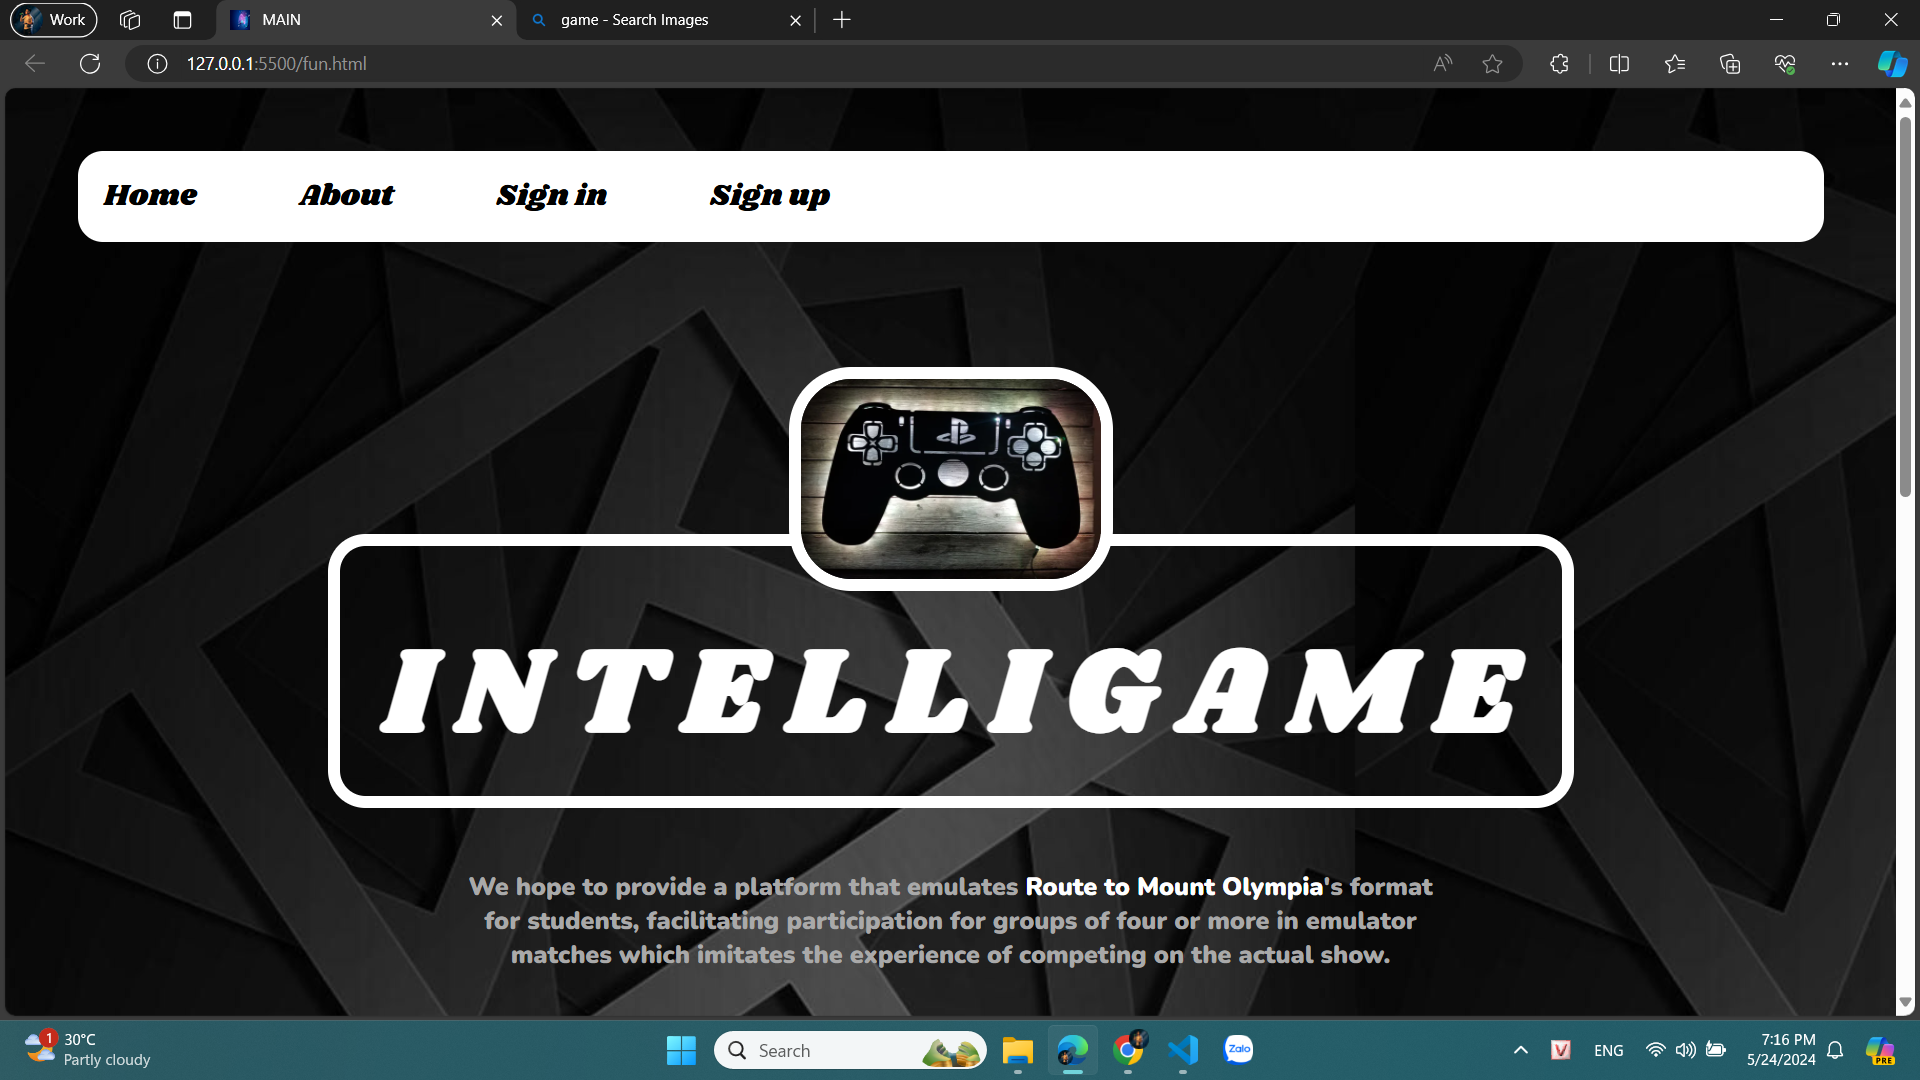 Work
MAIN
game - Search Images
127.0.0.1:5500/fun.html
Home About Sign in Sign up
INTELLIGAME
We hope to provide a platform that emulates Route to Mount Olympia's format
for students, facilitating participation for groups of four or more in emulator
matches which imitates the experience of competing on the actual show.
1
30°C
Partly cloudy
Search
Zalo
V
ENG
7:16 PM
5/24/2024
PRE